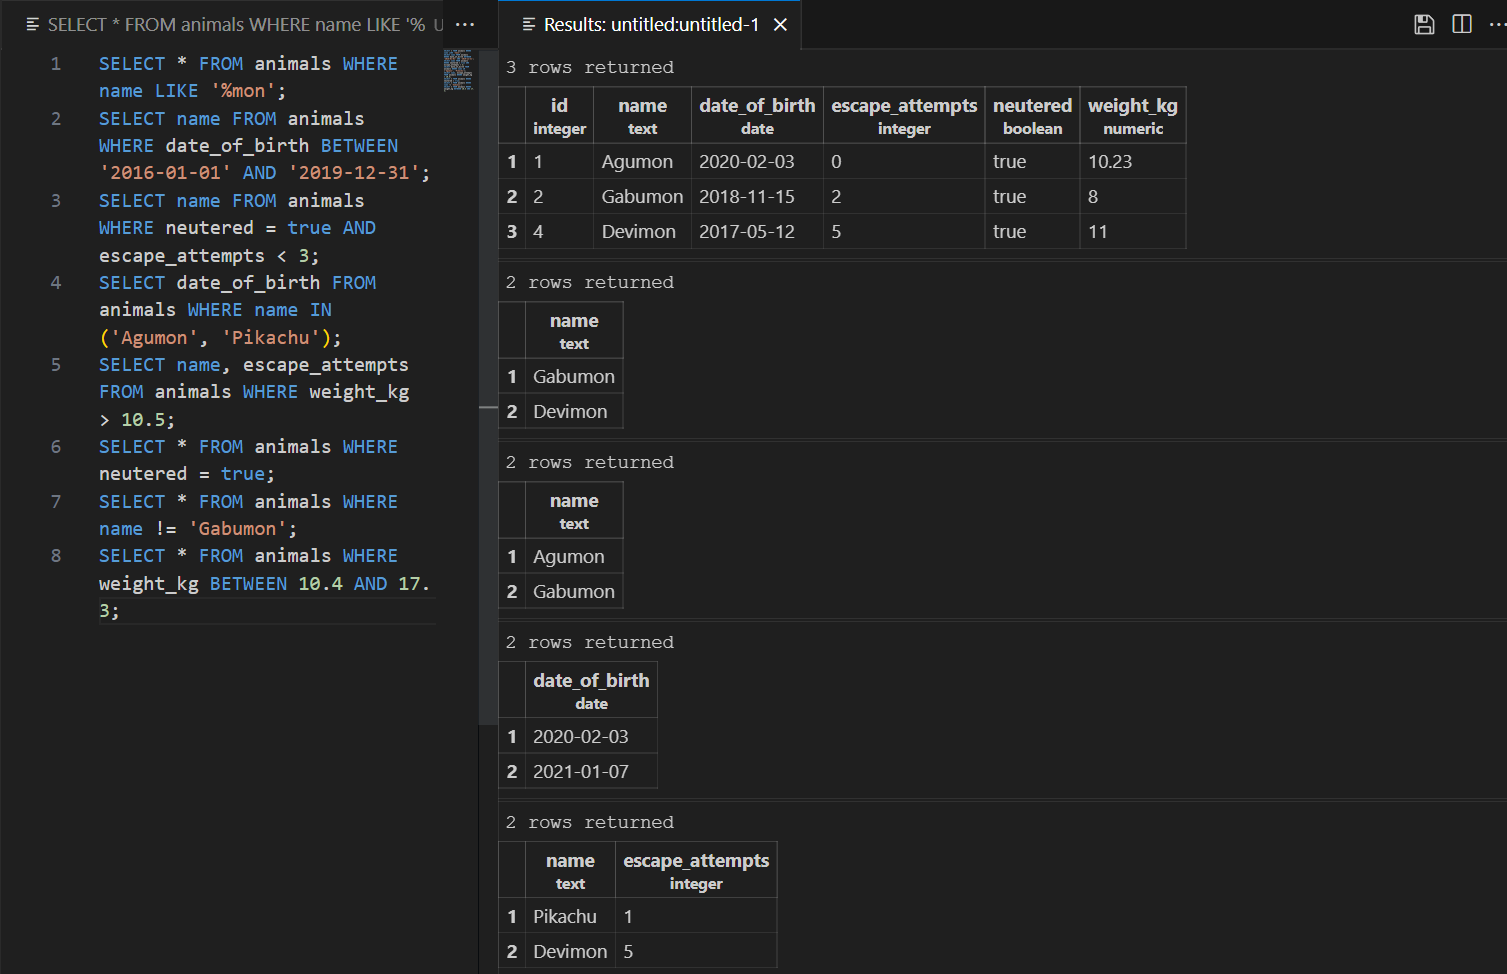 SELECT * FROM animals WHERE name LIKE '% U ···
Results: untitled:untitled-1
1 SELECT * FROM animals WHERE
name LIKE '%mon';
2 SELECT name FROM animals
WHERE date_of_birth BETWEEN
'2016-01-01' AND '2019-12-31';
3 SELECT name FROM animals
WHERE neutered = true AND
escape_attempts < 3;
4 SELECT date_of_birth FROM
animals WHERE name IN
('Agumon', 'Pikachu');
5 SELECT name, escape_attempts
FROM animals WHERE weight_kg
> 10.5;
6 SELECT * FROM animals WHERE
neutered = true;
7 SELECT * FROM animals WHERE
name != 'Gabumon';
8 SELECT * FROM animals WHERE
weight_kg BETWEEN 10.4 AND 17.
3;
3 rows returned
id name date_of_birth escape_attempts neutered weight_kg
integer text date integer boolean numeric
1 1 Agumon 2020-02-03 0 true 10.23
2 2 Gabumon 2018-11-15 2 true 8
3 4 Devimon 2017-05-12 5 true 11
2 rows returned
name
text
1 Gabumon
2 Devimon
2 rows returned
name
text
1 Agumon
2 Gabumon
2 rows returned
date_of_birth
date
1 2020-02-03
2 2021-01-07
2 rows returned
name escape_attempts
text integer
1 Pikachu 1
2 Devimon 5